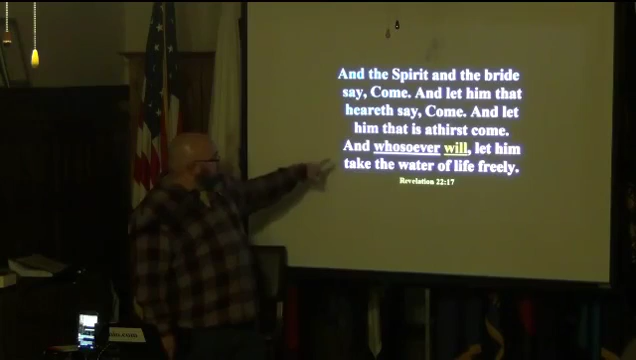 And the Spirit and the bride
say, Come. And let him that
heareth say, Come. And let
him that is athirst come.
And whosoever will, let him
take the water of life freely.
Revelation 22:17